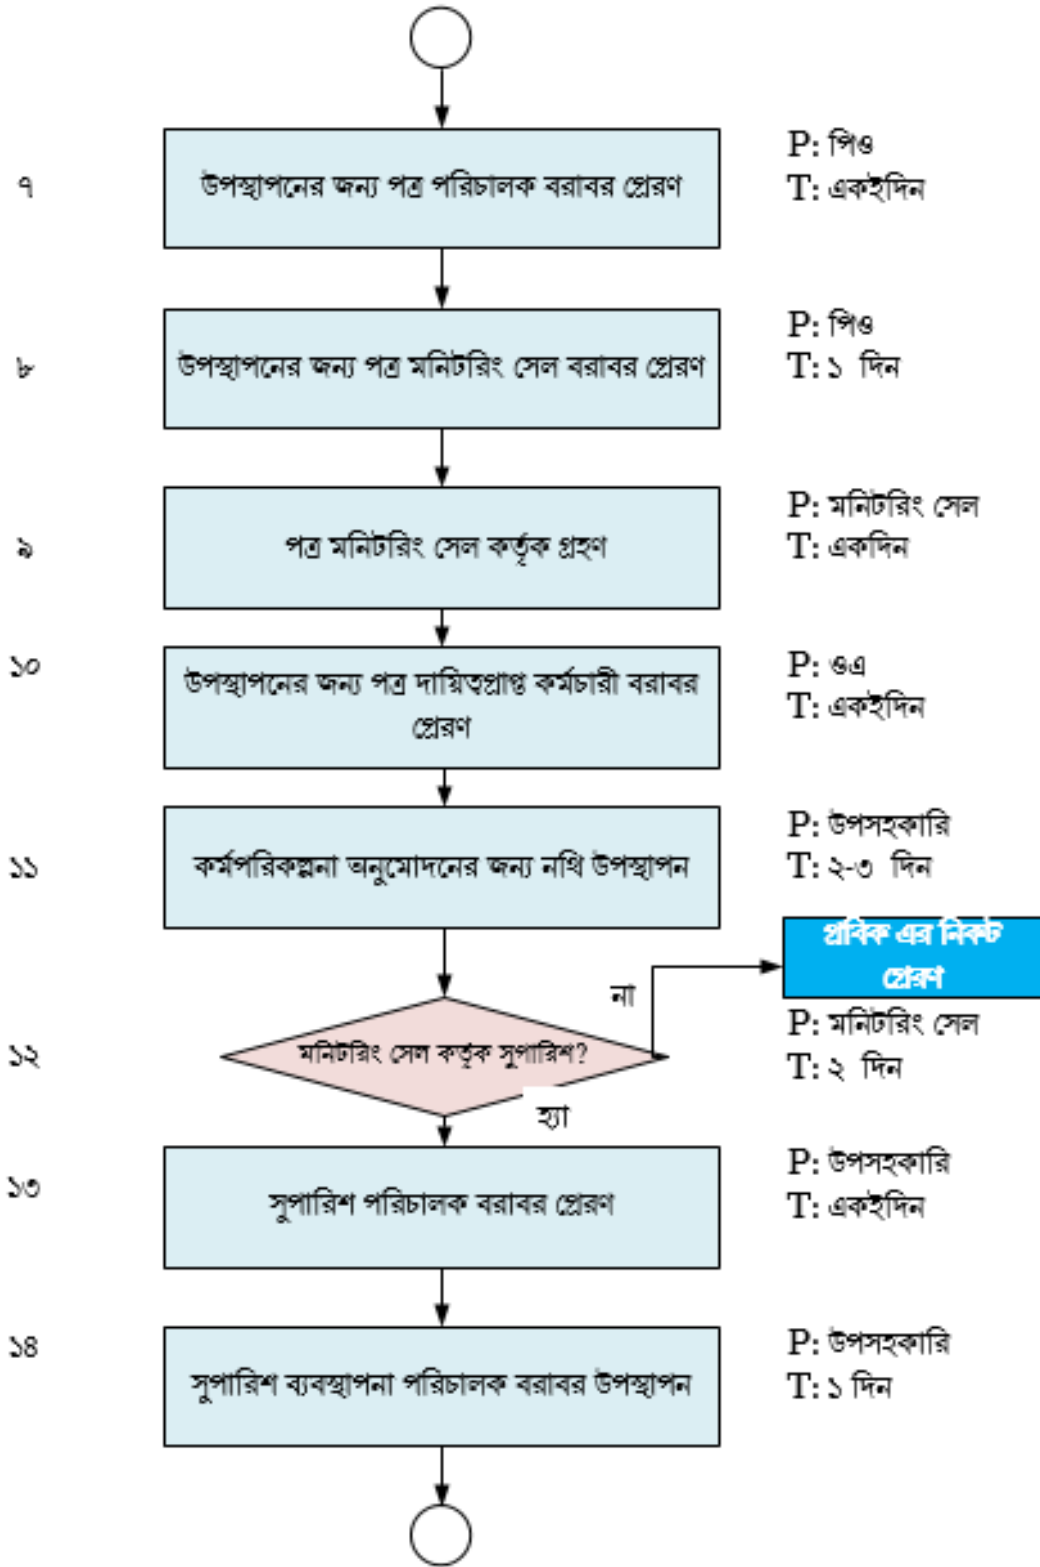 ৭
উপস্থাপনের জন্য পত্র পরিচালক বরাবর প্রেরণ
P: পিও
T: একইদিন
৮
উপস্থাপনের জন্য পত্র মনিটরিং সেল বরাবর প্রেরণ
P: পিও
T: ১ দিন
৯
পত্র মনিটরিং সেল কর্তৃক গ্রহণ
P: মনিটরিং সেল
T: একদিন
১০
উপস্থাপনের জন্য পত্র দায়িত্বপ্রাপ্ত কর্মচারী বরাবর
প্রেরণ
P: ওএ
T: একইদিন
১১
কর্মপরিকল্পনা অনুমোদনের জন্য নথি উপস্থাপন
P: উপসহকারি
T: ২-৩ দিন
প্রবিক এর নিকট
প্রেরণ
না
১২
মনিটরিং সেল কর্তৃক সুপারিশ?
P: মনিটরিং সেল
T: ২ দিন
হ্যা
১৩
সুপারিশ পরিচালক বরাবর প্রেরণ
P: উপসহকারি
T: একইদিন
১৪
সুপারিশ ব্যবস্থাপনা পরিচালক বরাবর উপস্থাপন
P: উপসহকারি
T: ১ দিন